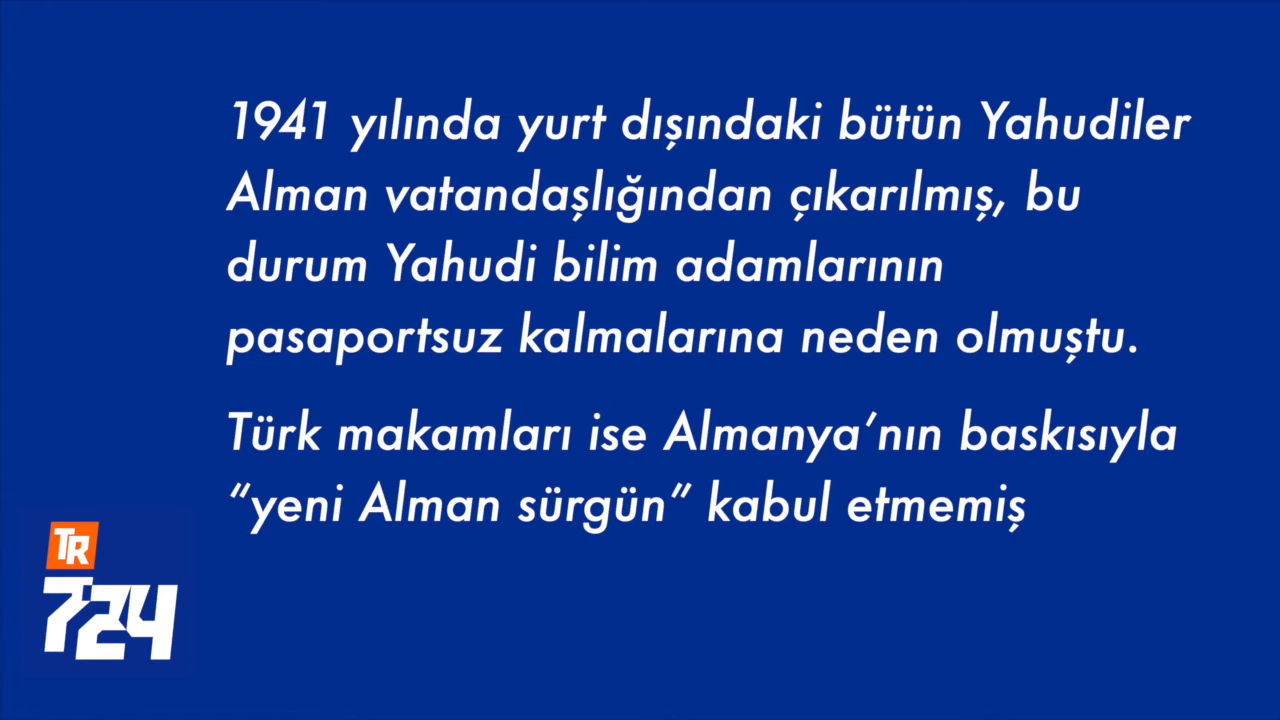 1941 yılında yurt dışındaki bütün Yahudiler
Alman vatandaşlığından çıkarılmış, bu
durum Yahudi bilim adamlarının
pasaportsuz kalmalarına neden olmuştu.
Türk makamları ise Almanya’nın baskısıyla
“yeni Alman sürgün” kabul etmemiş
TR
724